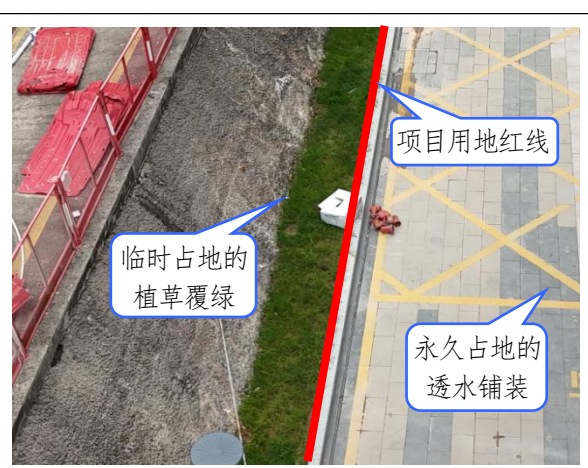 项目用地红线
临时占地的
植草覆绿
永久占地的
透水铺装